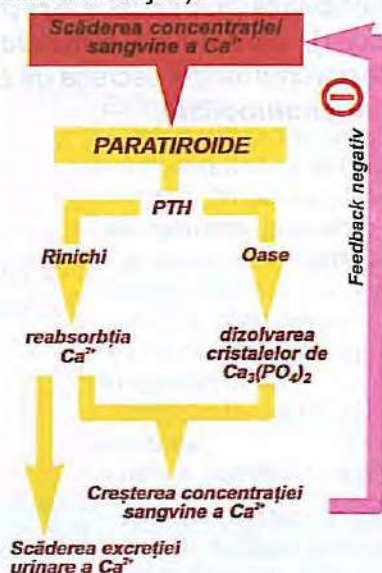 Scăderea concentrației
sangvine a Ca²⁺
PARATIROIDE
PTH
Rinichi
Oase
reabsorbția
Ca²⁺
dizolvarea
cristalelor de
Ca₃(PO₄)₂
Creșterea concentrației
sangvine a Ca²⁺
Scăderea excreției
urinare a Ca²⁺
Feedback negativ